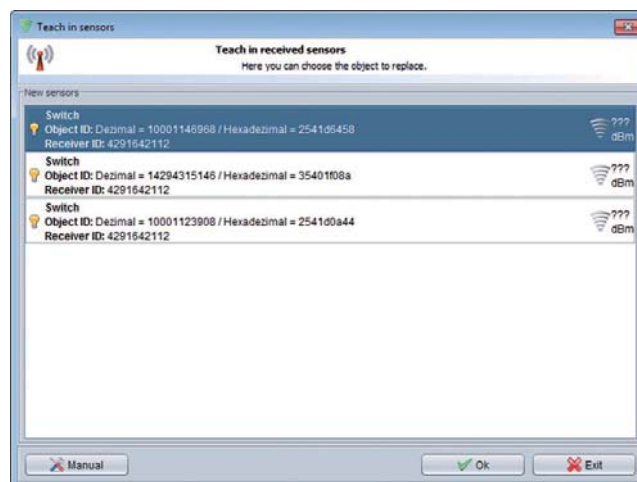 Teach in sensors
Teach in received sensors
Here you can choose the object to replace.
New sensors
Switch
Object ID: Dezimal = 10001146968 / Hexadezimal = 2541d6458
Receiver ID: 4291642112
???
dBm
Switch
Object ID: Dezimal = 14294315146 / Hexadezimal = 35401f08a
Receiver ID: 4291642112
???
dBm
Switch
Object ID: Dezimal = 10001123908 / Hexadezimal = 2541d0a44
Receiver ID: 4291642112
???
dBm
Manual
Ok
Exit